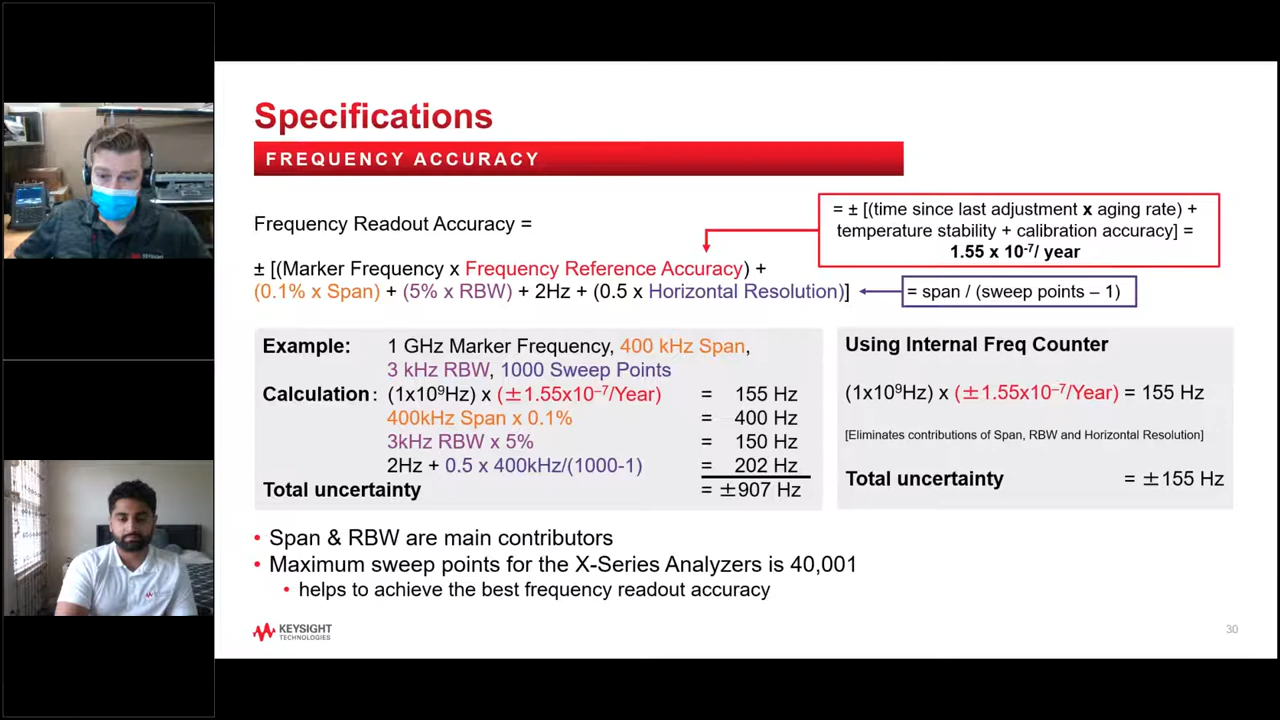 Specifications
FREQUENCY ACCURACY
Frequency Readout Accuracy =
= ± [(time since last adjustment x aging rate) +
temperature stability + calibration accuracy] =
1.55 x 10⁻⁷/ year
± [(Marker Frequency x Frequency Reference Accuracy) +
(0.1% x Span) + (5% x RBW) + 2Hz + (0.5 x Horizontal Resolution)]
= span / (sweep points – 1)
Example: 1 GHz Marker Frequency, 400 kHz Span,
3 kHz RBW, 1000 Sweep Points
Calculation: (1x10⁹Hz) x (±1.55x10⁻⁷/Year) = 155 Hz
400kHz Span x 0.1% = 400 Hz
3kHz RBW x 5% = 150 Hz
2Hz + 0.5 x 400kHz/(1000-1) = 202 Hz
Total uncertainty = ±907 Hz
Using Internal Freq Counter
(1x10⁹Hz) x (±1.55x10⁻⁷/Year) = 155 Hz
[Eliminates contributions of Span, RBW and Horizontal Resolution]
Total uncertainty = ±155 Hz
• Span & RBW are main contributors
• Maximum sweep points for the X-Series Analyzers is 40,001
• helps to achieve the best frequency readout accuracy
KEYSIGHT
TECHNOLOGIES
30